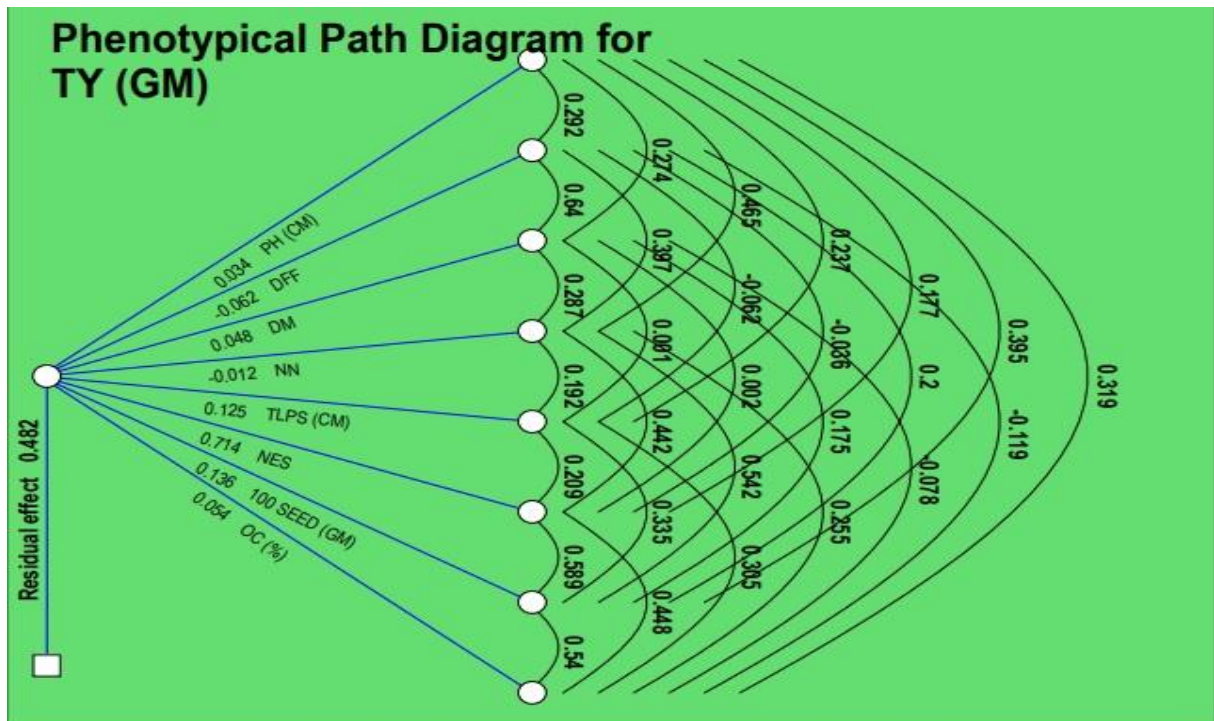 Phenotypical Path Diagram for
TY (GM)
0.034 PH (CM)
-0.062 DFF
0.048 DM
-0.012 NN
0.125 TLPS (CM)
0.714 NES
0.136 100 SEED (GM)
0.054 OC (%)
Residual effect 0.482
0.292
0.64
0.287
0.192
0.209
0.589
0.54
0.274
0.397
0.081
0.442
0.335
0.448
0.465
-0.062
0.002
0.542
0.305
0.237
-0.036
0.175
0.255
0.177
0.2
-0.078
0.395
-0.119
0.319